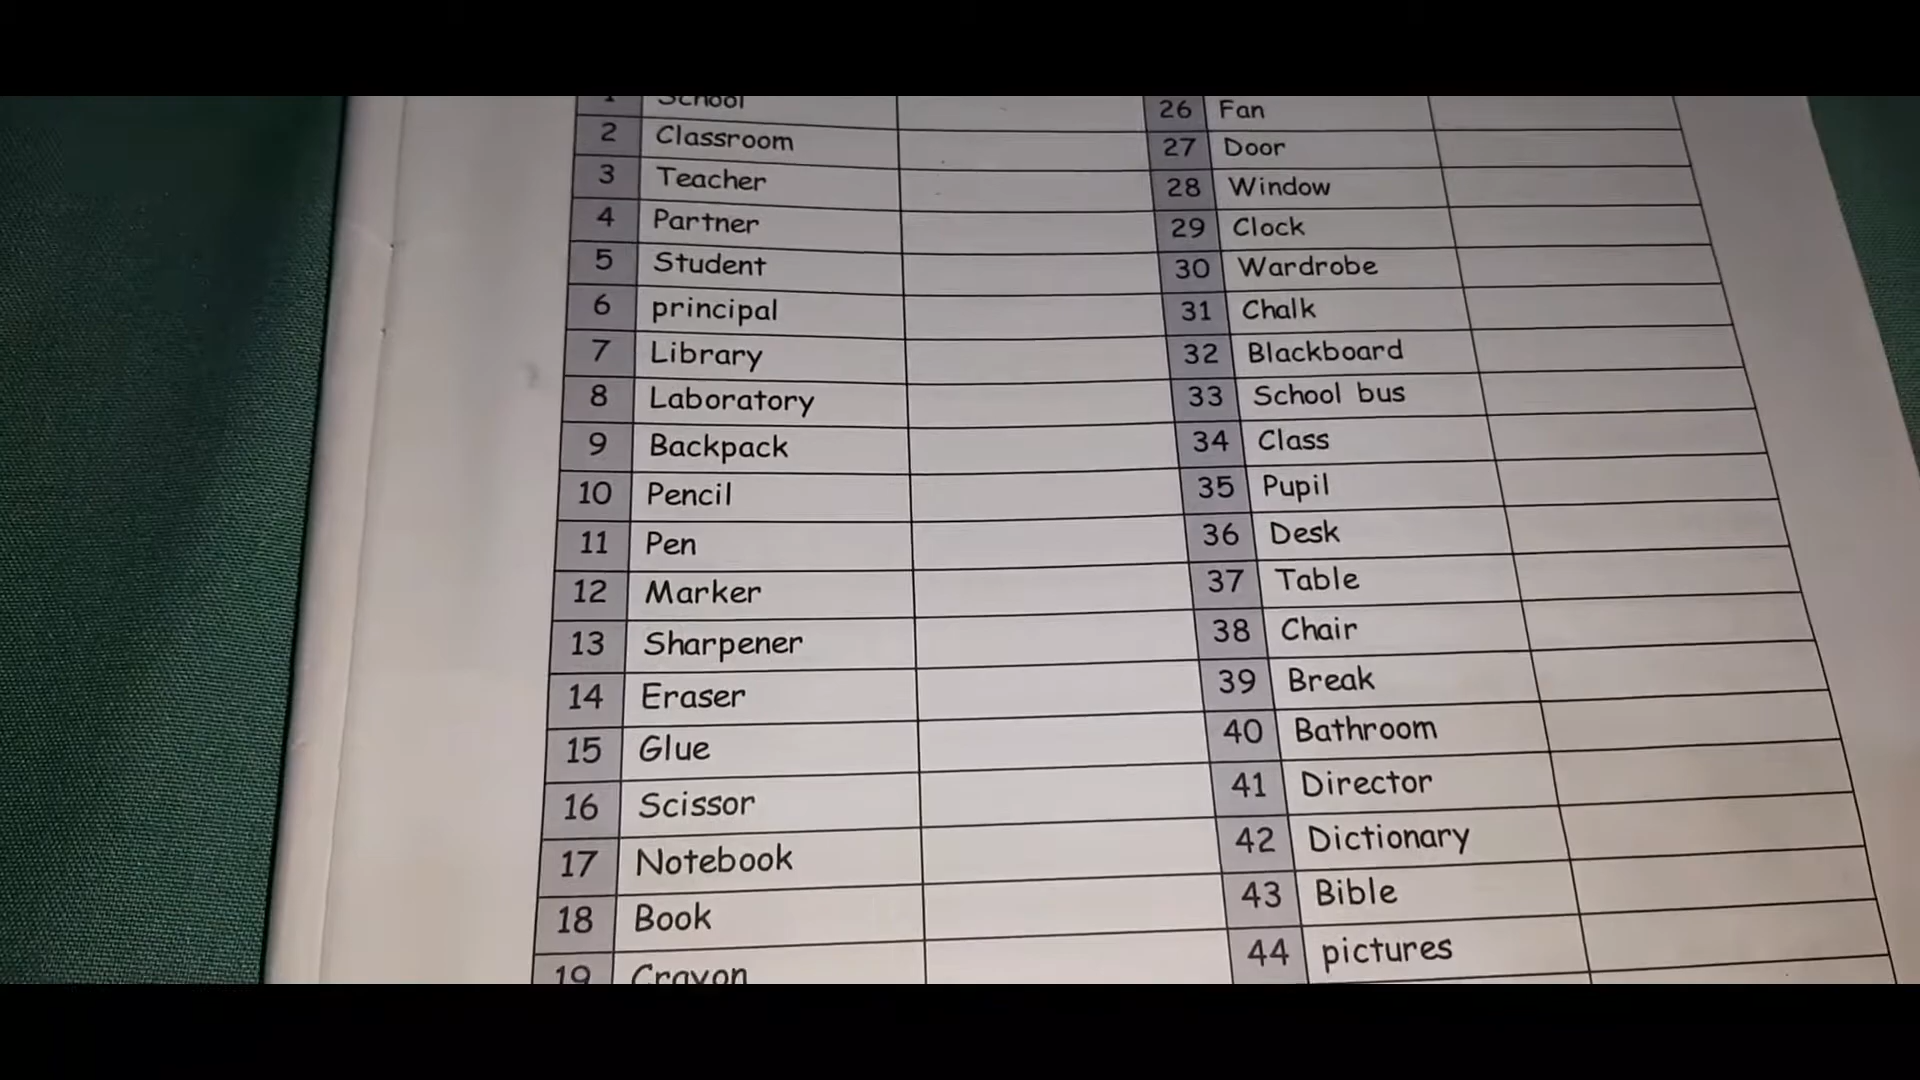 1 School
2 Classroom
3 Teacher
4 Partner
5 Student
6 principal
7 Library
8 Laboratory
9 Backpack
10 Pencil
11 Pen
12 Marker
13 Sharpener
14 Eraser
15 Glue
16 Scissor
17 Notebook
18 Book
19 Crayon
26 Fan
27 Door
28 Window
29 Clock
30 Wardrobe
31 Chalk
32 Blackboard
33 School bus
34 Class
35 Pupil
36 Desk
37 Table
38 Chair
39 Break
40 Bathroom
41 Director
42 Dictionary
43 Bible
44 pictures